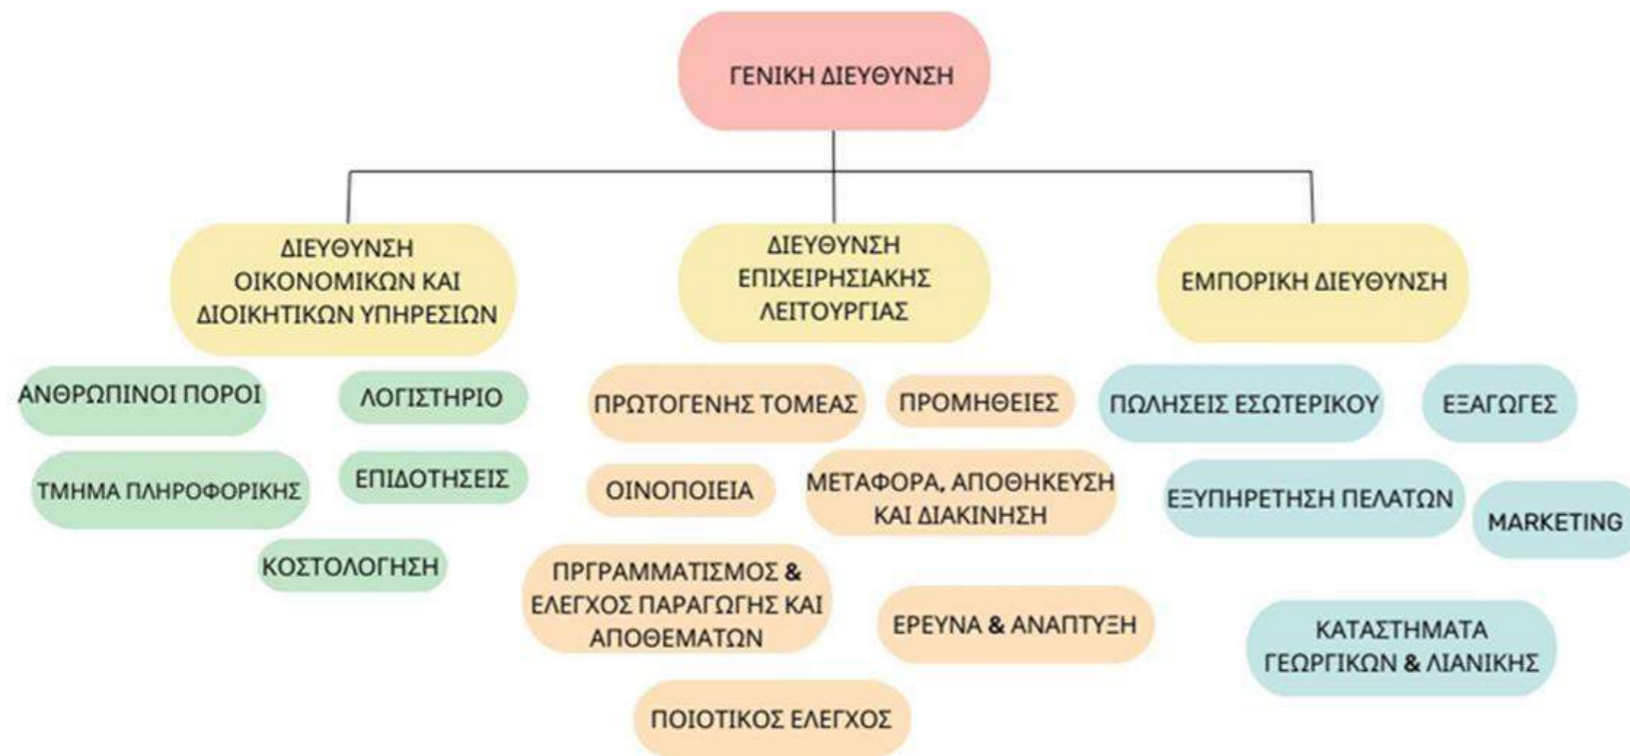 ΓΕΝΙΚΗ ΔΙΕΥΘΥΝΣΗ
ΔΙΕΥΘΥΝΣΗ
ΟΙΚΟΝΟΜΙΚΩΝ ΚΑΙ
ΔΙΟΙΚΗΤΙΚΩΝ ΥΠΗΡΕΣΙΩΝ
ΔΙΕΥΘΥΝΣΗ
ΕΠΙΧΕΙΡΗΣΙΑΚΗΣ
ΛΕΙΤΟΥΡΓΙΑΣ
ΕΜΠΟΡΙΚΗ ΔΙΕΥΘΥΝΣΗ
ΑΝΘΡΩΠΙΝΟΙ ΠΟΡΟΙ
ΛΟΓΙΣΤΗΡΙΟ
ΤΜΗΜΑ ΠΛΗΡΟΦΟΡΙΚΗΣ
ΕΠΙΔΟΤΗΣΕΙΣ
ΚΟΣΤΟΛΟΓΗΣΗ
ΠΡΩΤΟΓΕΝΗΣ ΤΟΜΕΑΣ
ΠΡΟΜΗΘΕΙΕΣ
ΟΙΝΟΠΟΙΕΙΑ
ΜΕΤΑΦΟΡΑ, ΑΠΟΘΗΚΕΥΣΗ
ΚΑΙ ΔΙΑΚΙΝΗΣΗ
ΠΡΓΡΑΜΜΑΤΙΣΜΟΣ &
ΕΛΕΓΧΟΣ ΠΑΡΑΓΩΓΗΣ ΚΑΙ
ΑΠΟΘΕΜΑΤΩΝ
ΕΡΕΥΝΑ & ΑΝΑΠΤΥΞΗ
ΠΟΙΟΤΙΚΟΣ ΕΛΕΓΧΟΣ
ΠΩΛΗΣΕΙΣ ΕΣΩΤΕΡΙΚΟΥ
ΕΞΑΓΩΓΕΣ
ΕΞΥΠΗΡΕΤΗΣΗ ΠΕΛΑΤΩΝ
MARKETING
ΚΑΤΑΣΤΗΜΑΤΑ
ΓΕΩΡΓΙΚΩΝ & ΛΙΑΝΙΚΗΣ